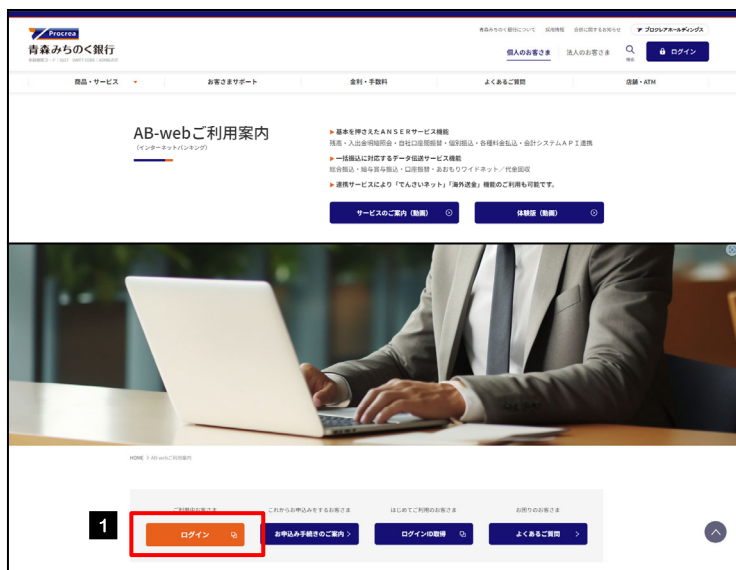 Procrea
青森みちのく銀行
青森みちのく銀行について 採用情報 合併に関するお知らせ プロクレアホールディングス
個人のお客さま 法人のお客さま 検索 ログイン
商品・サービス お客さまサポート 金利・手数料 よくあるご質問 店舗・ATM
AB-webご利用案内
(インターネットバンキング)
▶ 基本を押さえたANSERサービス機能
残高・入出金明細照会・自社口座間振替・個別振込・各種料金払込・会計システムAPI連携
▶ 一括振込に対応するデータ伝送サービス機能
総合振込・給与賞与振込・口座振替・あおもりワイドネット/代金回収
▶ 連携サービスにより「でんさいネット」「海外送金」機能のご利用も可能です。
サービスのご案内(動画) 体験版(動画)
HOME > AB-webご利用案内
ご利用中お客さま これからお申込みをするお客さま はじめてご利用のお客さま お困りのお客さま
1 ログイン お申込み手続きのご案内 > ログインID取得 よくあるご質問 >